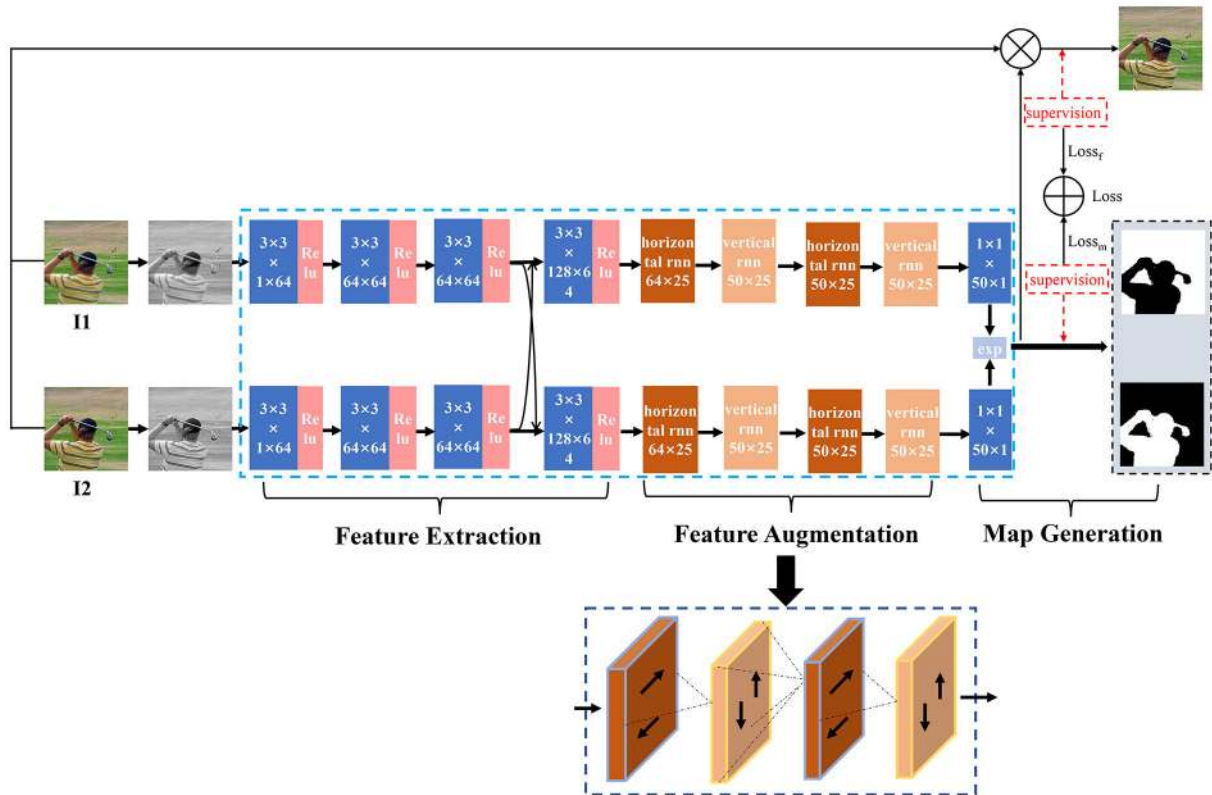 supervision
Loss_f
Loss
Loss_m
supervision
I1
3×3
×
1×64
Re
lu
3×3
×
64×64
Re
lu
3×3
×
64×64
Re
lu
3×3
×
128×6
4
Re
lu
horizon
tal rnn
64×25
vertical
rnn
50×25
horizon
tal rnn
50×25
vertical
rnn
50×25
1×1
×
50×1
exp
I2
3×3
×
1×64
Re
lu
3×3
×
64×64
Re
lu
3×3
×
64×64
Re
lu
3×3
×
128×6
4
Re
lu
horizon
tal rnn
64×25
vertical
rnn
50×25
horizon
tal rnn
50×25
vertical
rnn
50×25
1×1
×
50×1
Feature Extraction
Feature Augmentation
Map Generation